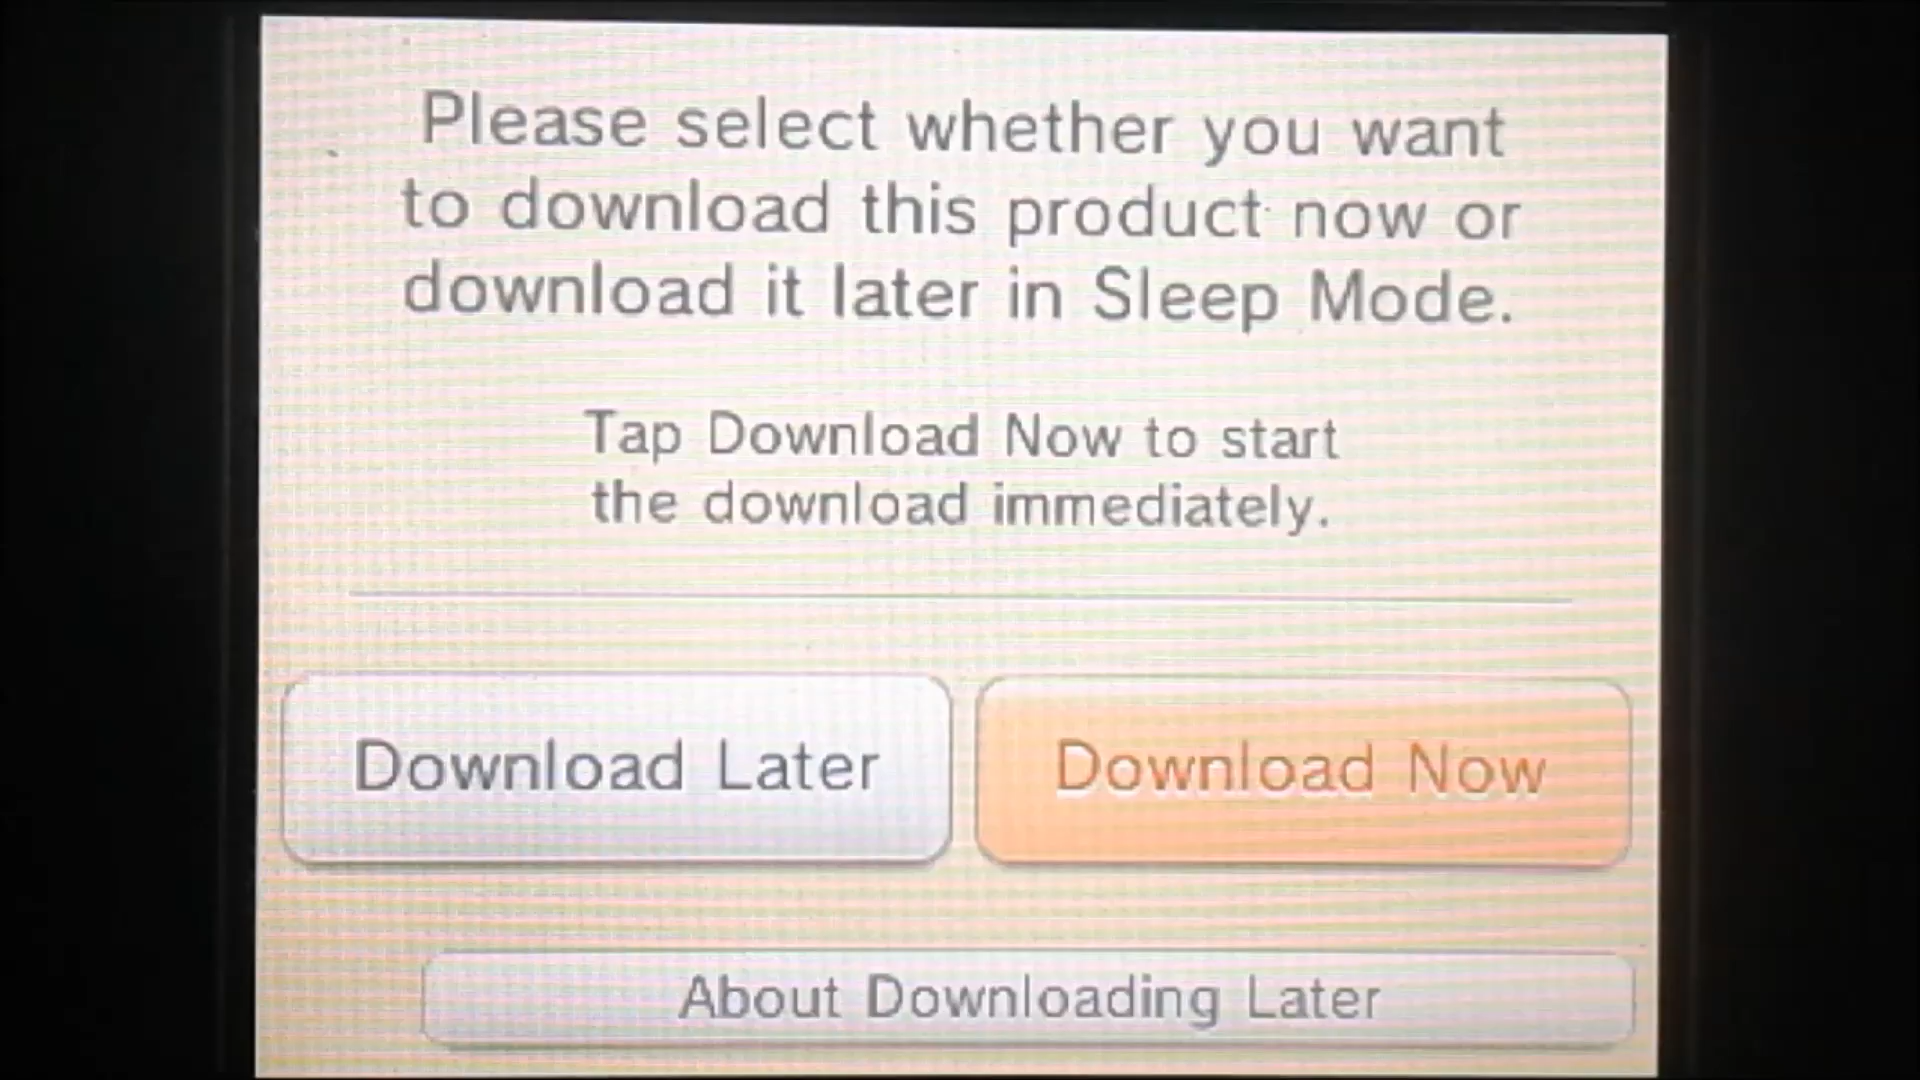 Please select whether you want
to download this product now or
download it later in Sleep Mode.
Tap Download Now to start
the download immediately.
Download Later
Download Now
About Downloading Later